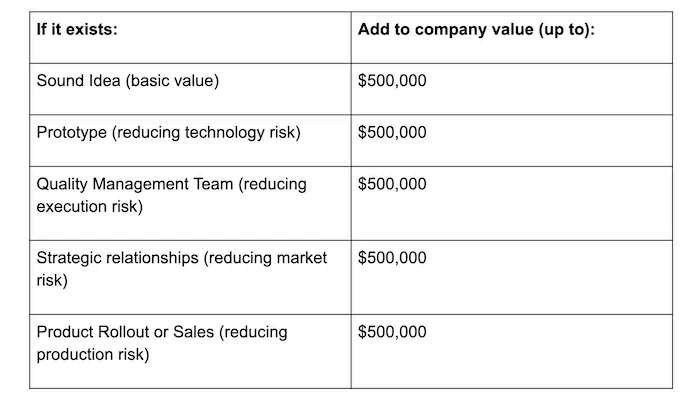 If it exists: Add to company value (up to):
Sound Idea (basic value) $500,000
Prototype (reducing technology risk) $500,000
Quality Management Team (reducing $500,000
execution risk)
Strategic relationships (reducing market $500,000
risk)
Product Rollout or Sales (reducing $500,000
production risk)